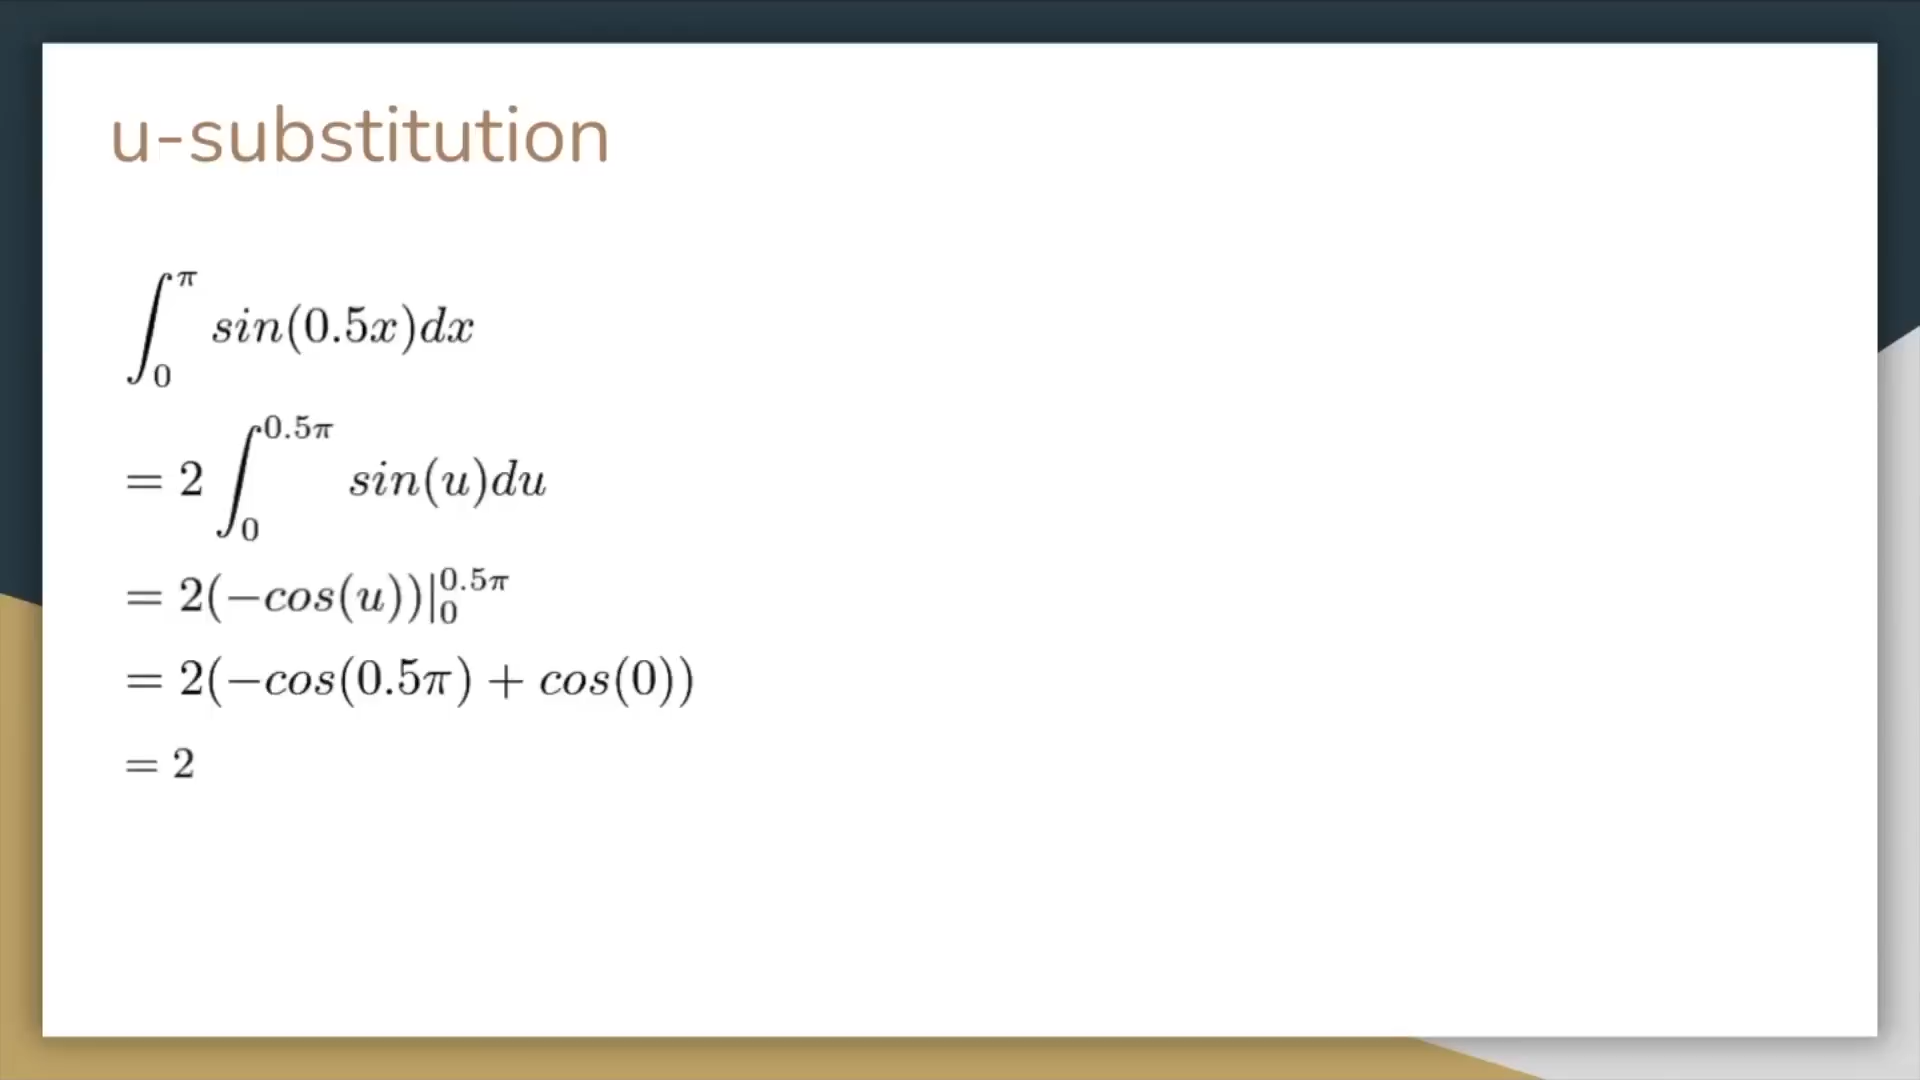 u-substitution
∫₀^π sin(0.5x)dx
= 2 ∫₀^{0.5π} sin(u)du
= 2(−cos(u))|₀^{0.5π}
= 2(−cos(0.5π) + cos(0))
= 2